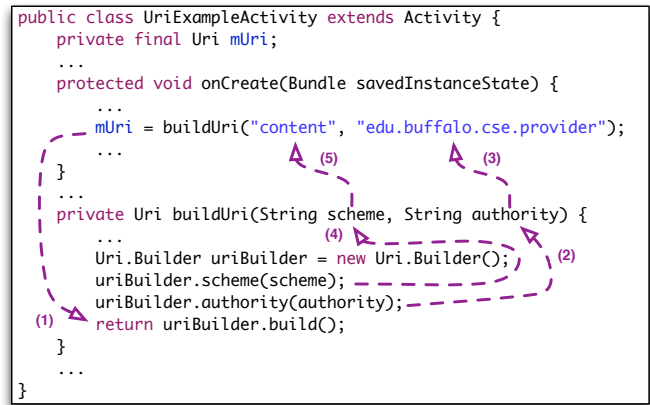 public class UriExampleActivity extends Activity {
    private final Uri mUri;
    ...
    protected void onCreate(Bundle savedInstanceState) {
        ...
        mUri = buildUri("content", "edu.buffalo.cse.provider");
        ...                    (5)                (3)
    }
    ...
    private Uri buildUri(String scheme, String authority) {
        ...                    (4)
        Uri.Builder uriBuilder = new Uri.Builder();    (2)
        uriBuilder.scheme(scheme);
        uriBuilder.authority(authority);
(1)     return uriBuilder.build();
    }
    ...
}